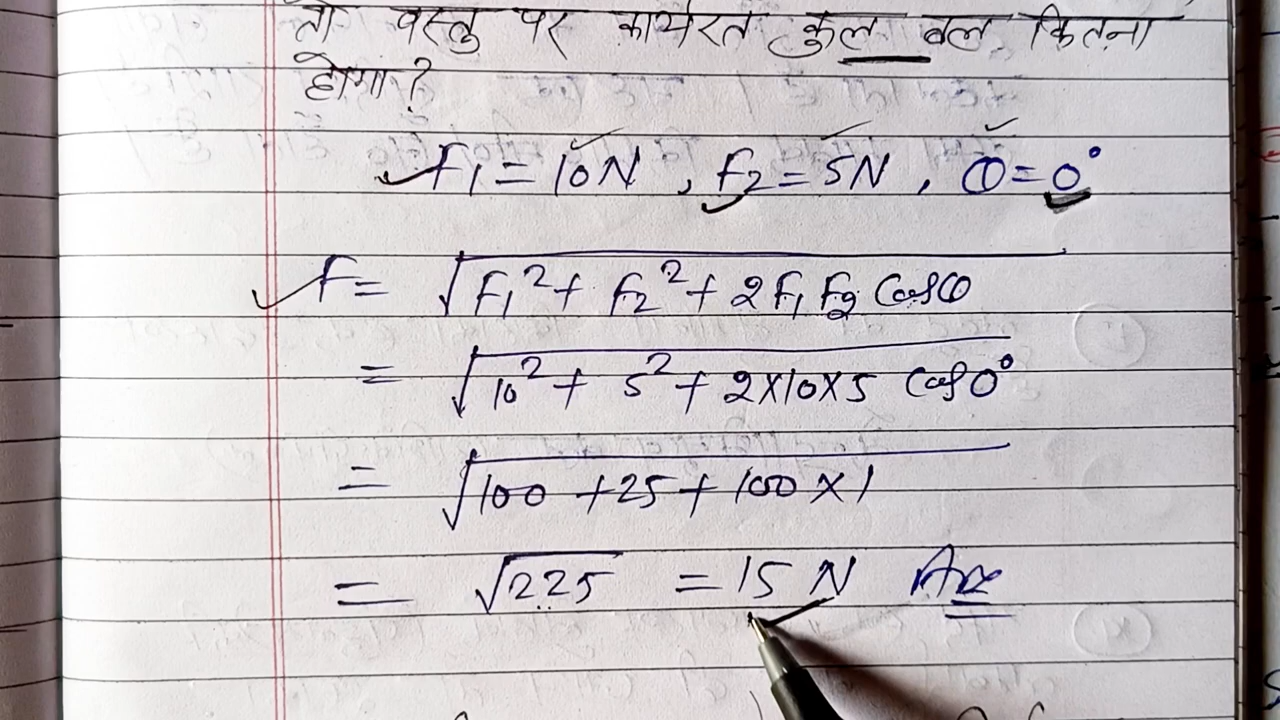 तो वस्तु पर कार्यरत कुल बल कितना
होगा?
F1 = 10N , F2 = 5N , θ = 0°
F = √F1² + F2² + 2F1F2 Cosθ
= √10² + 5² + 2×10×5 Cos0°
= √100 + 25 + 100 × 1
= √225 = 15 N Ans